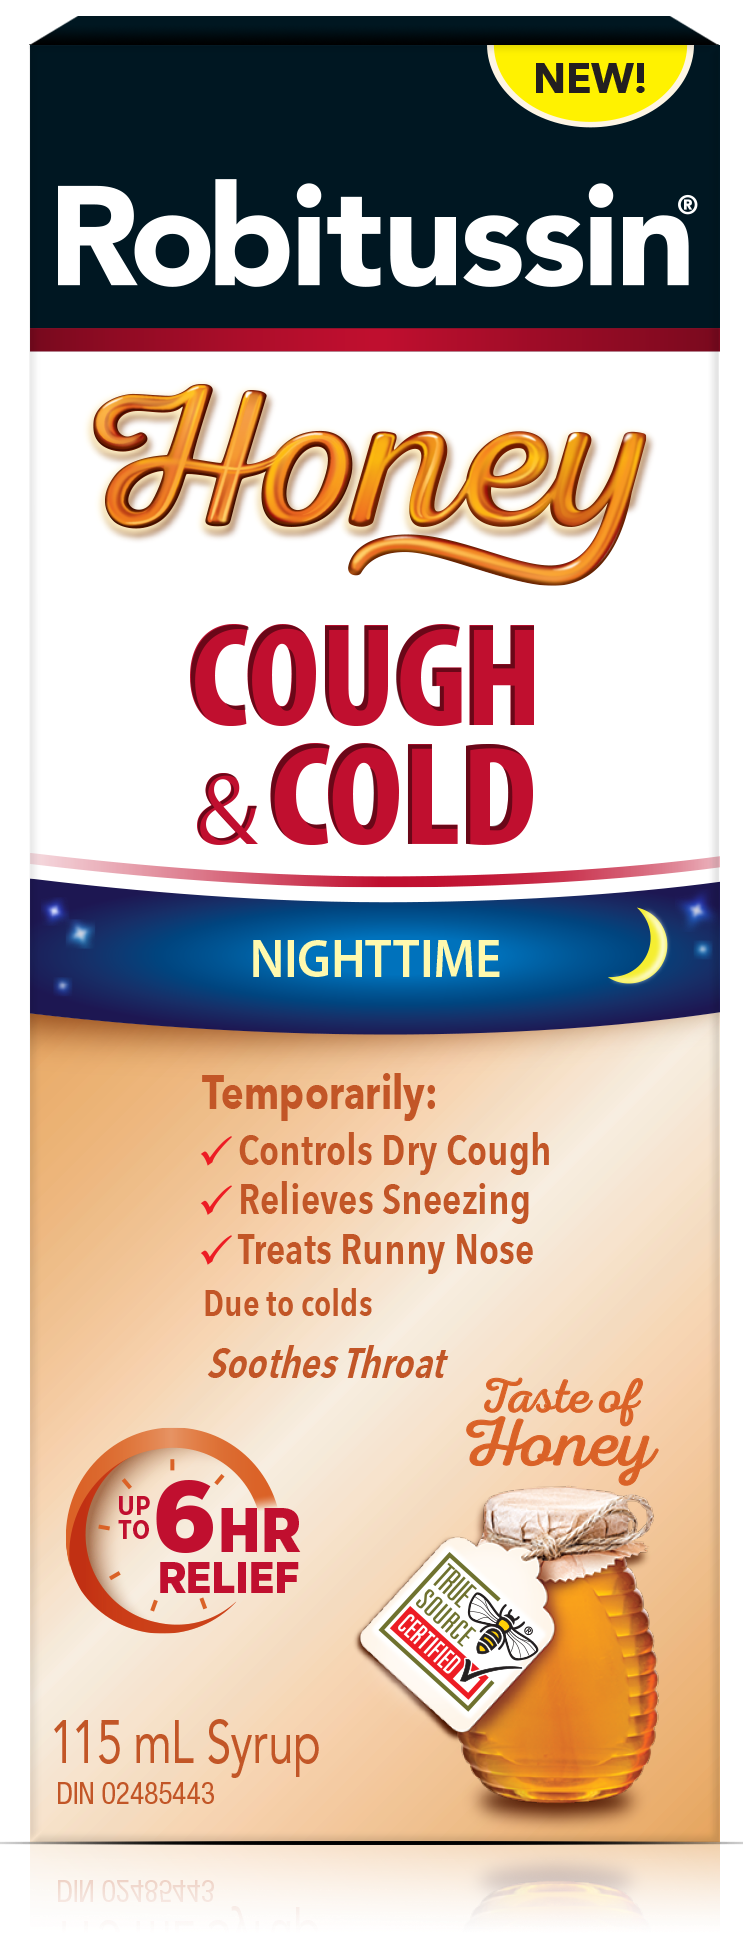 NEW!
Robitussin®
Honey
COUGH
& COLD
NIGHTTIME
Temporarily:
✓ Controls Dry Cough
✓ Relieves Sneezing
✓ Treats Runny Nose
Due to colds
Soothes Throat
Taste of
Honey
UP
TO 6HR
RELIEF
TRUE
SOURCE
CERTIFIED
®
115 mL Syrup
DIN 02485443